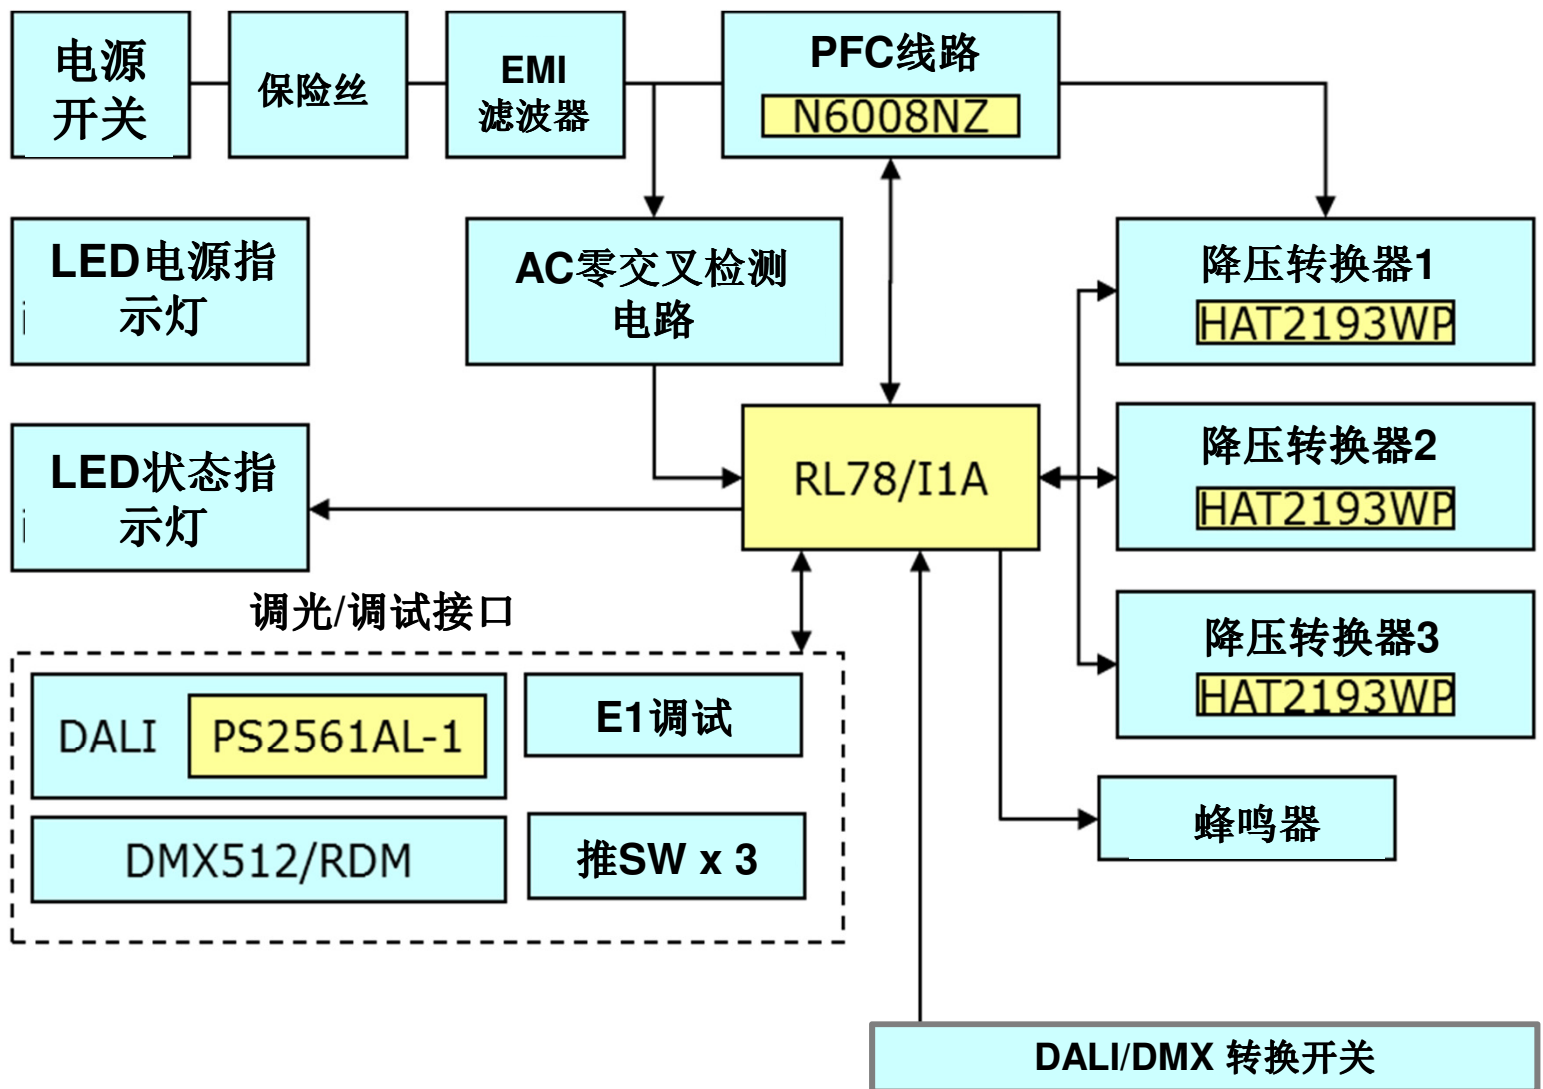 电源
开关
保险丝
EMI
滤波器
PFC线路
N6008NZ
LED电源指
示灯
AC零交叉检测
电路
降压转换器1
HAT2193WP
LED状态指
示灯
RL78/I1A
降压转换器2
HAT2193WP
调光/调试接口
降压转换器3
HAT2193WP
DALI
PS2561AL-1
E1调试
DMX512/RDM
推SW x 3
蜂鸣器
DALI/DMX 转换开关